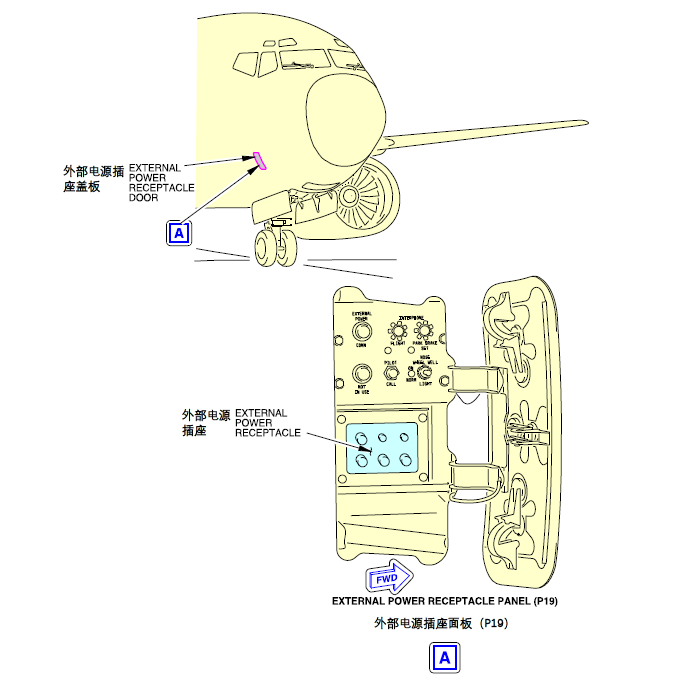 外部电源插
座盖板
EXTERNAL
POWER
RECEPTACLE
DOOR
A
EXTERNAL
POWER
INTERPHONE
CONN
FLIGHT
PARK BRAKE
SET
PILOT
NOSE
WHEEL WELL
ON
NORM
NOT
IN USE
CALL
LIGHT
外部电源
插座
EXTERNAL
POWER
RECEPTACLE
FWD
EXTERNAL POWER RECEPTACLE PANEL (P19)
外部电源插座面板（P19）
A